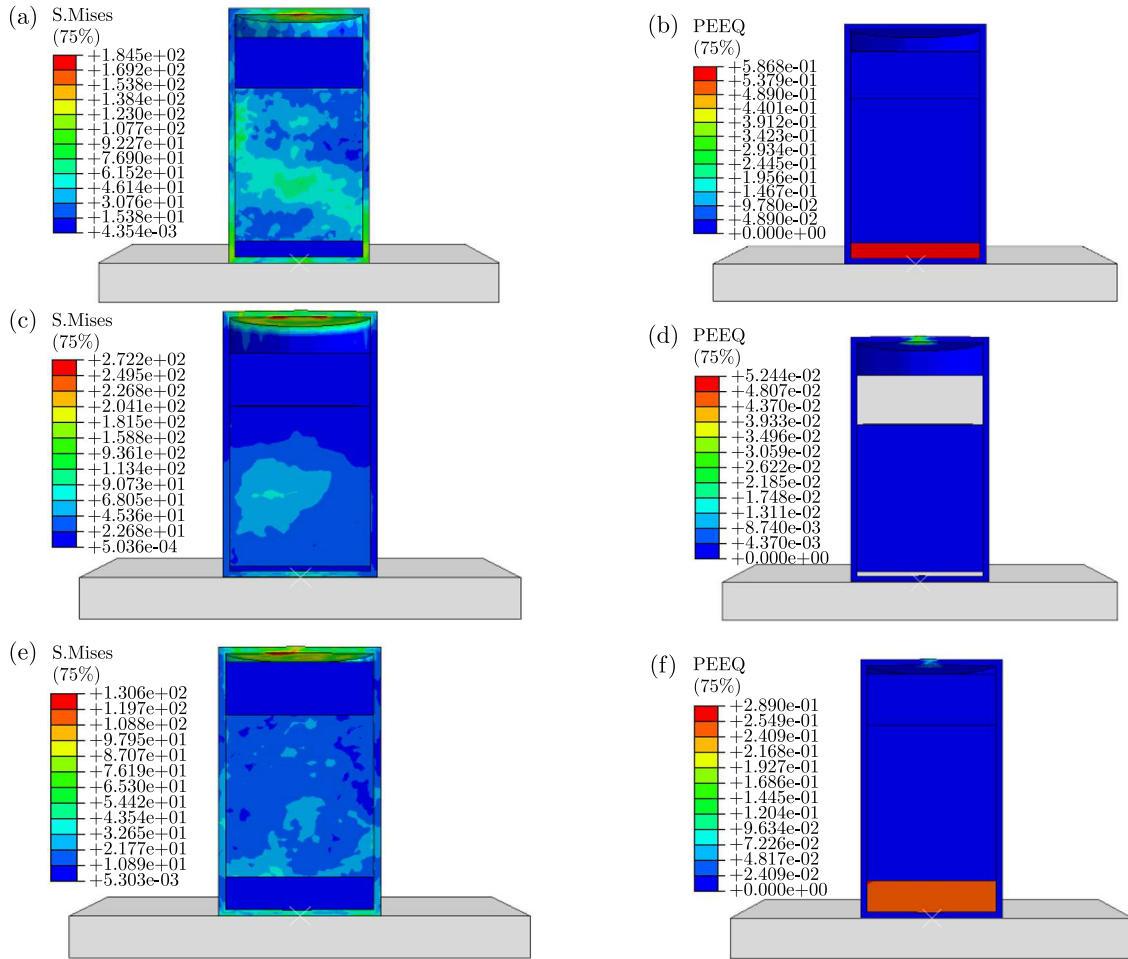 (a)
S.Mises
(75%)
+1.845e+02
+1.692e+02
+1.538e+02
+1.384e+02
+1.230e+02
+1.077e+02
+9.227e+01
+7.690e+01
+6.152e+01
+4.614e+01
+3.076e+01
+1.538e+01
+4.354e-03
(b)
PEEQ
(75%)
+5.868e-01
+5.379e-01
+4.890e-01
+4.401e-01
+3.912e-01
+3.423e-01
+2.934e-01
+2.445e-01
+1.956e-01
+1.467e-01
+9.780e-02
+4.890e-02
+0.000e+00
(c)
S.Mises
(75%)
+2.722e+02
+2.495e+02
+2.268e+02
+2.041e+02
+1.815e+02
+1.588e+02
+9.361e+02
+1.134e+02
+9.073e+01
+6.805e+01
+4.536e+01
+2.268e+01
+5.036e-04
(d)
PEEQ
(75%)
+5.244e-02
+4.807e-02
+4.370e-02
+3.933e-02
+3.496e-02
+3.059e-02
+2.622e-02
+2.185e-02
+1.748e-02
+1.311e-02
+8.740e-03
+4.370e-03
+0.000e+00
(e)
S.Mises
(75%)
+1.306e+02
+1.197e+02
+1.088e+02
+9.795e+01
+8.707e+01
+7.619e+01
+6.530e+01
+5.442e+01
+4.354e+01
+3.265e+01
+2.177e+01
+1.089e+01
+5.303e-03
(f)
PEEQ
(75%)
+2.890e-01
+2.549e-01
+2.409e-01
+2.168e-01
+1.927e-01
+1.686e-01
+1.445e-01
+1.204e-01
+9.634e-02
+7.226e-02
+4.817e-02
+2.409e-02
+0.000e+00